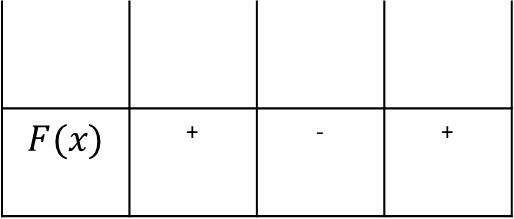 F(x) + - +